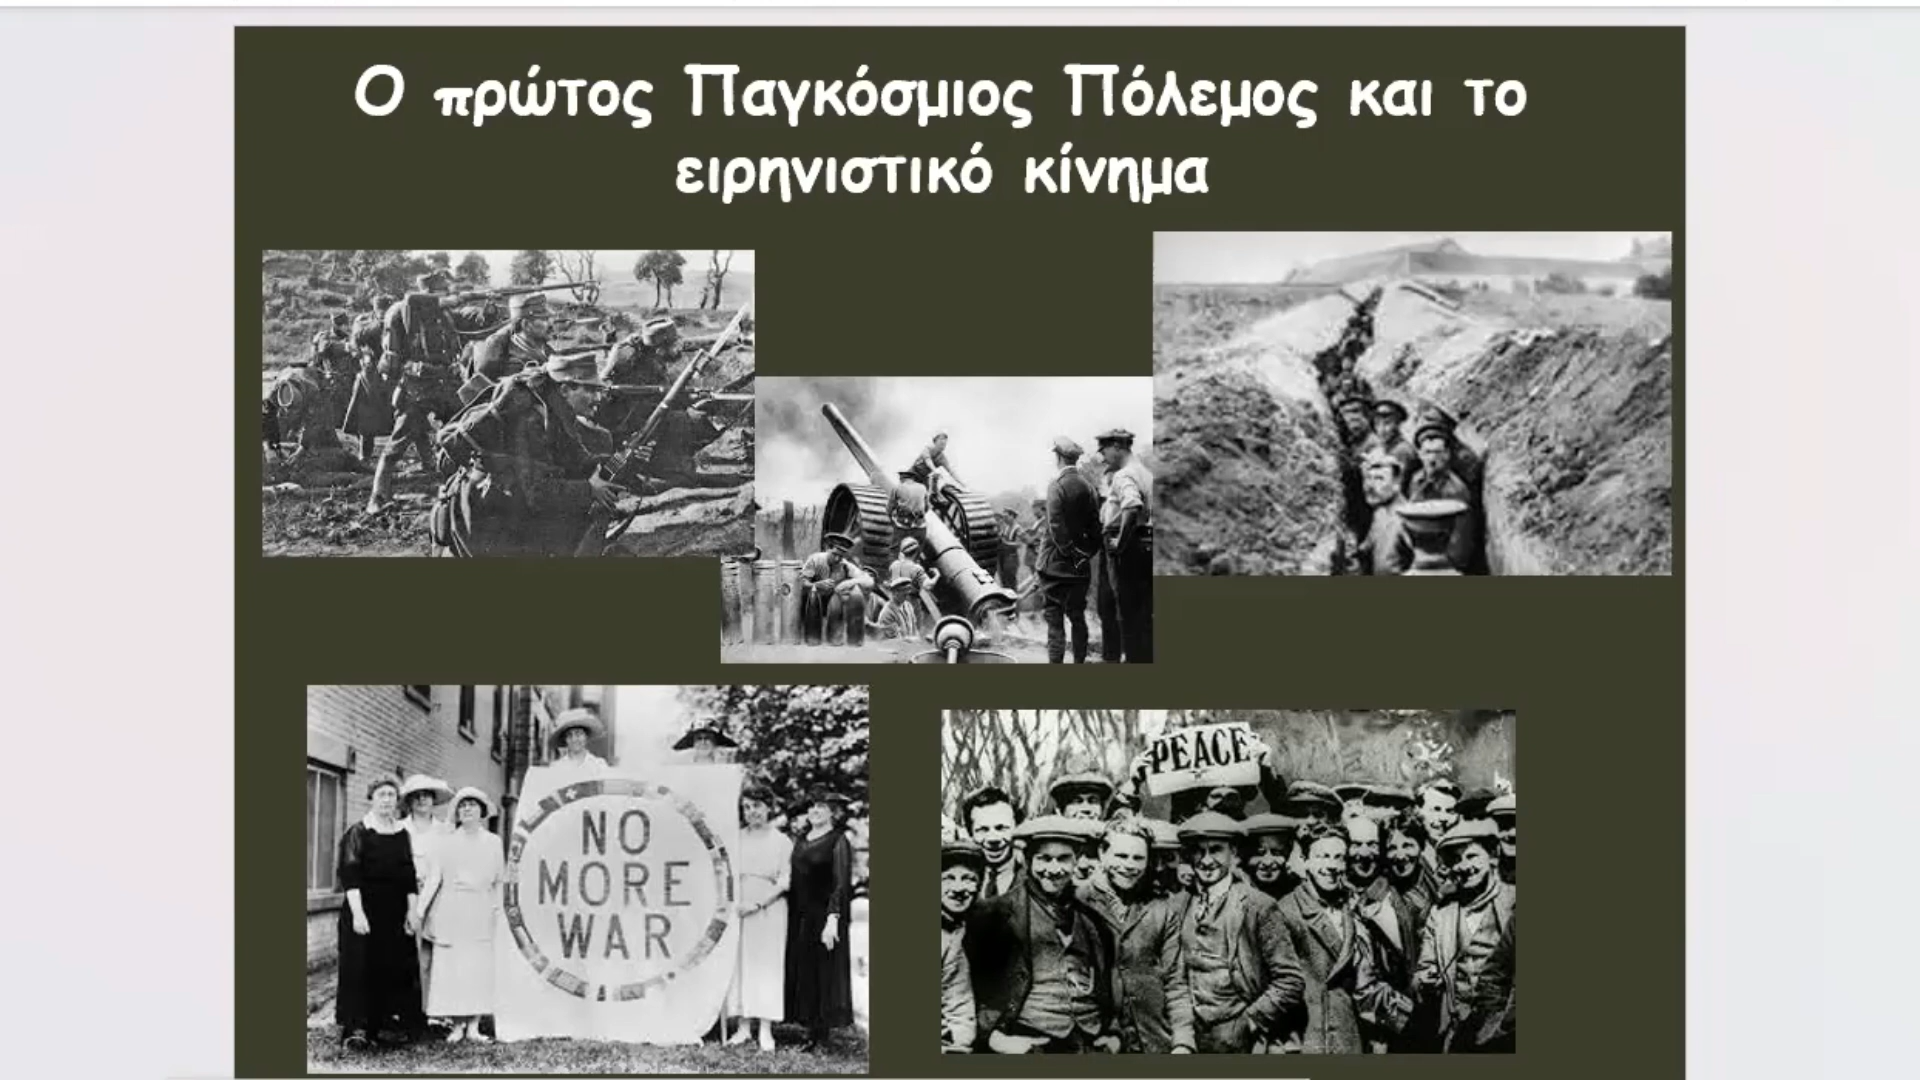 Ο πρώτος Παγκόσμιος Πόλεμος και το
ειρηνιστικό κίνημα
PEACE
NO
MORE
WAR